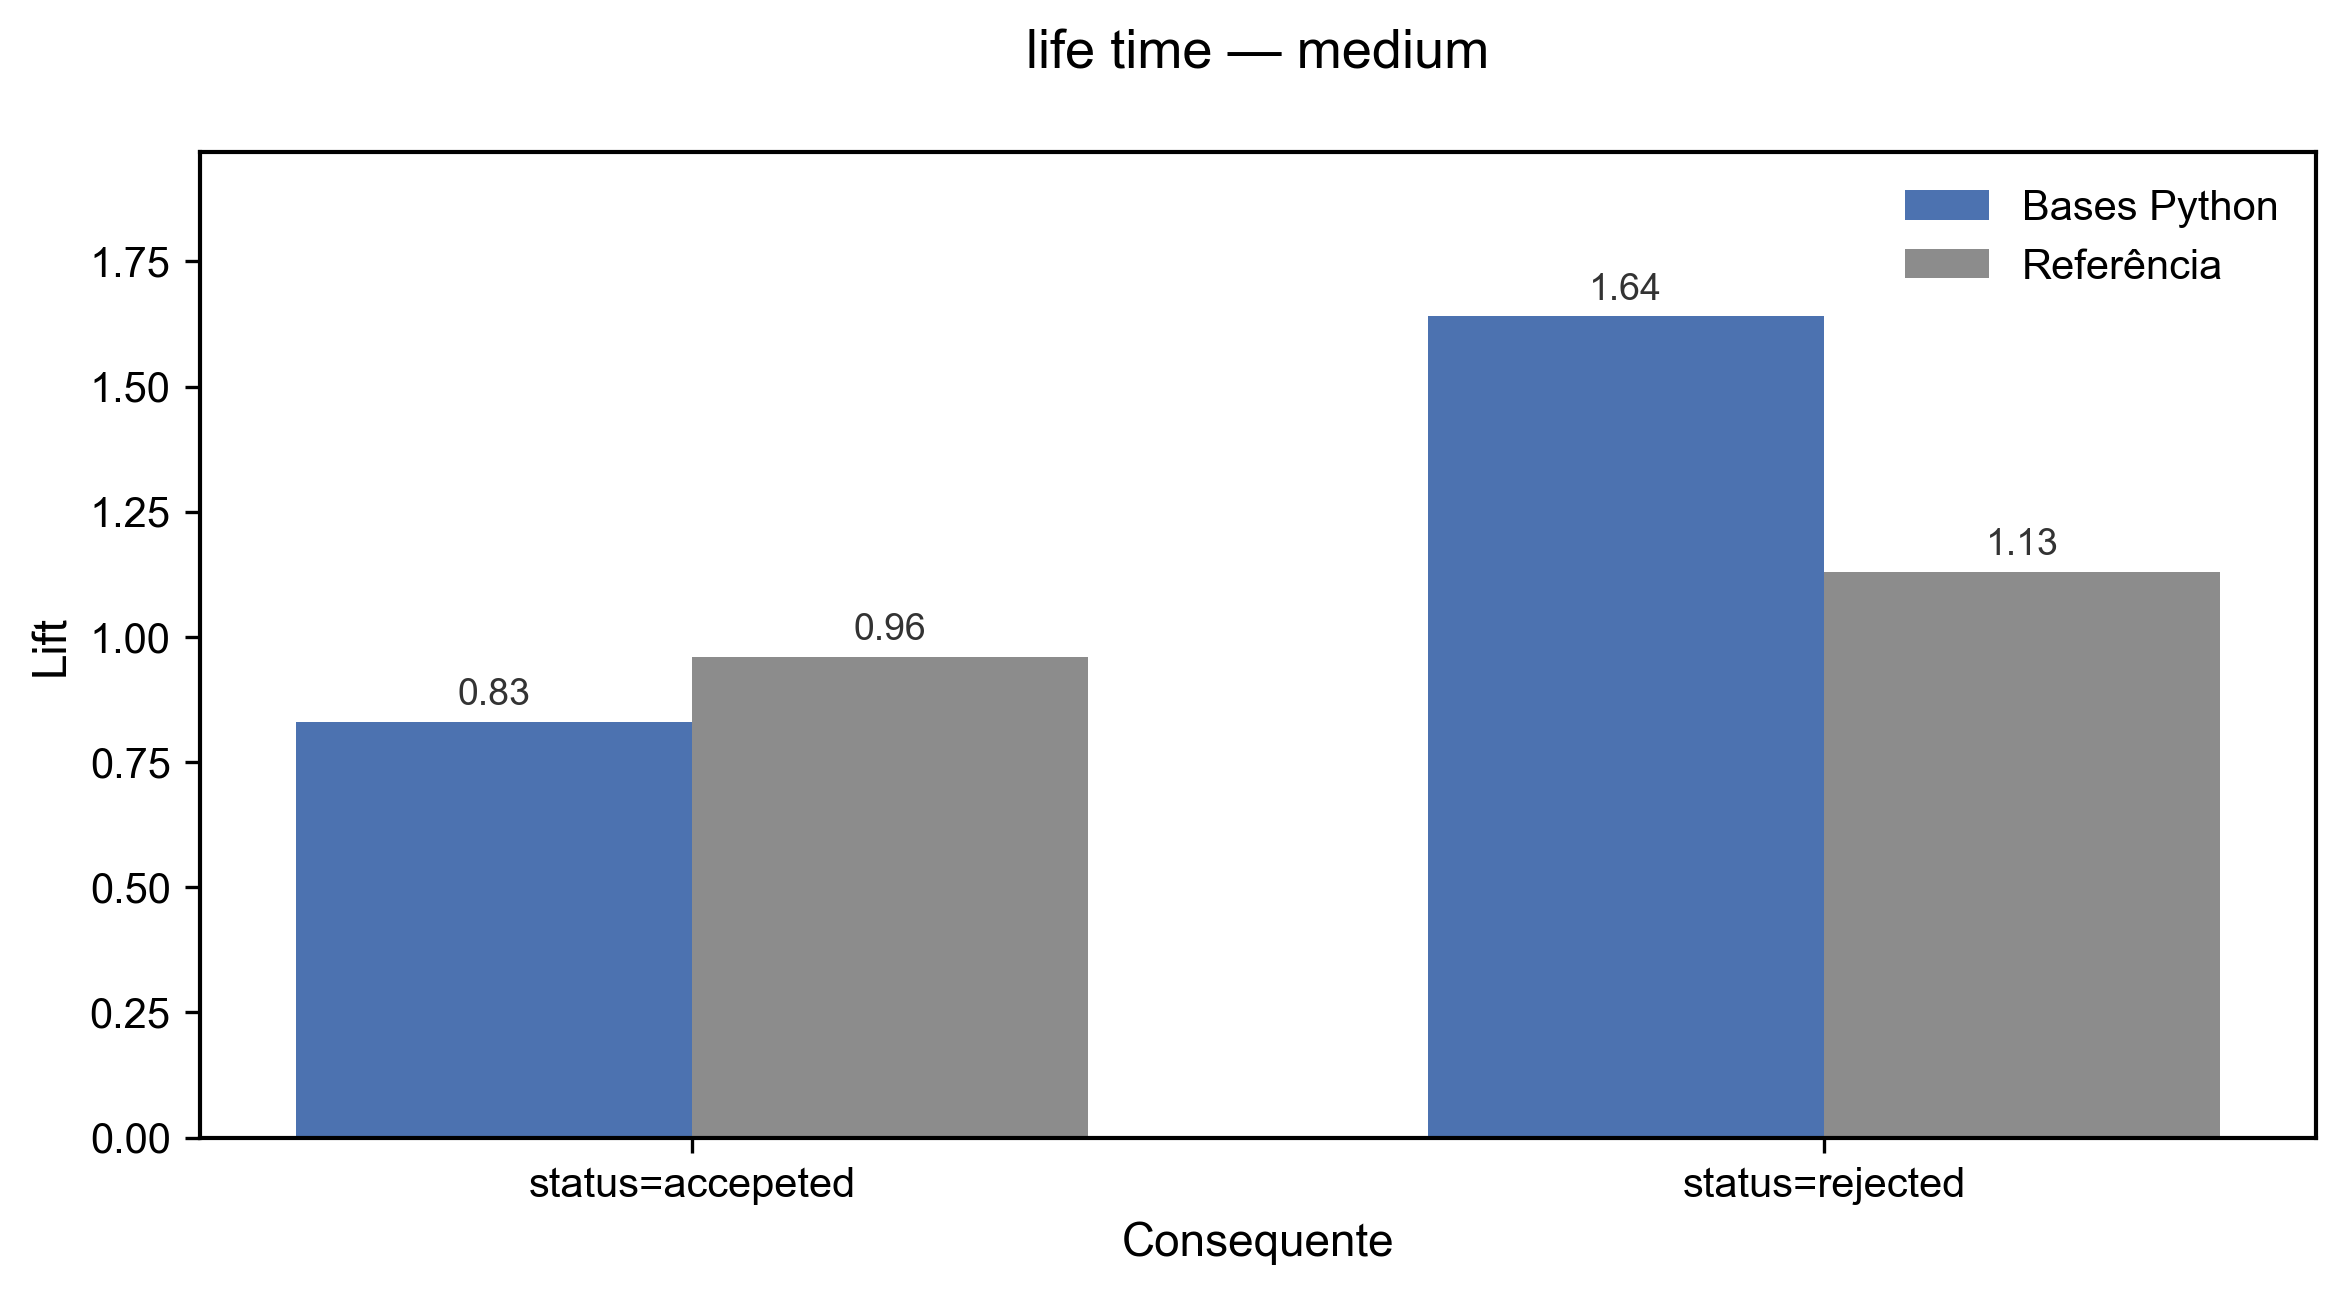 life time — medium
Bases Python
Referência
1.75
1.50
1.25
1.00
0.75
0.50
0.25
0.00
Lift
0.83
0.96
1.64
1.13
status=accepeted
status=rejected
Consequente